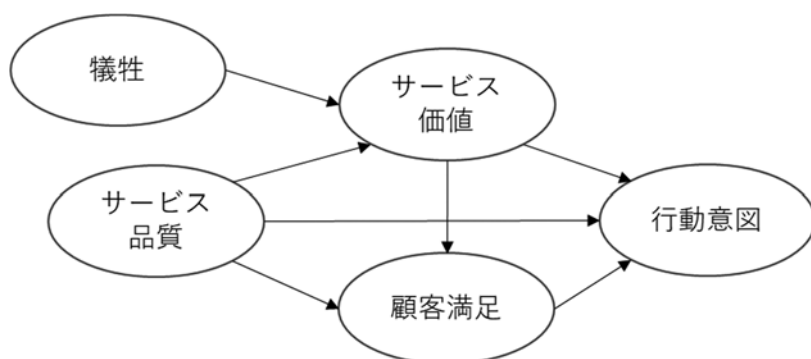 犠牲
サービス
価値
サービス
品質
行動意図
顧客満足